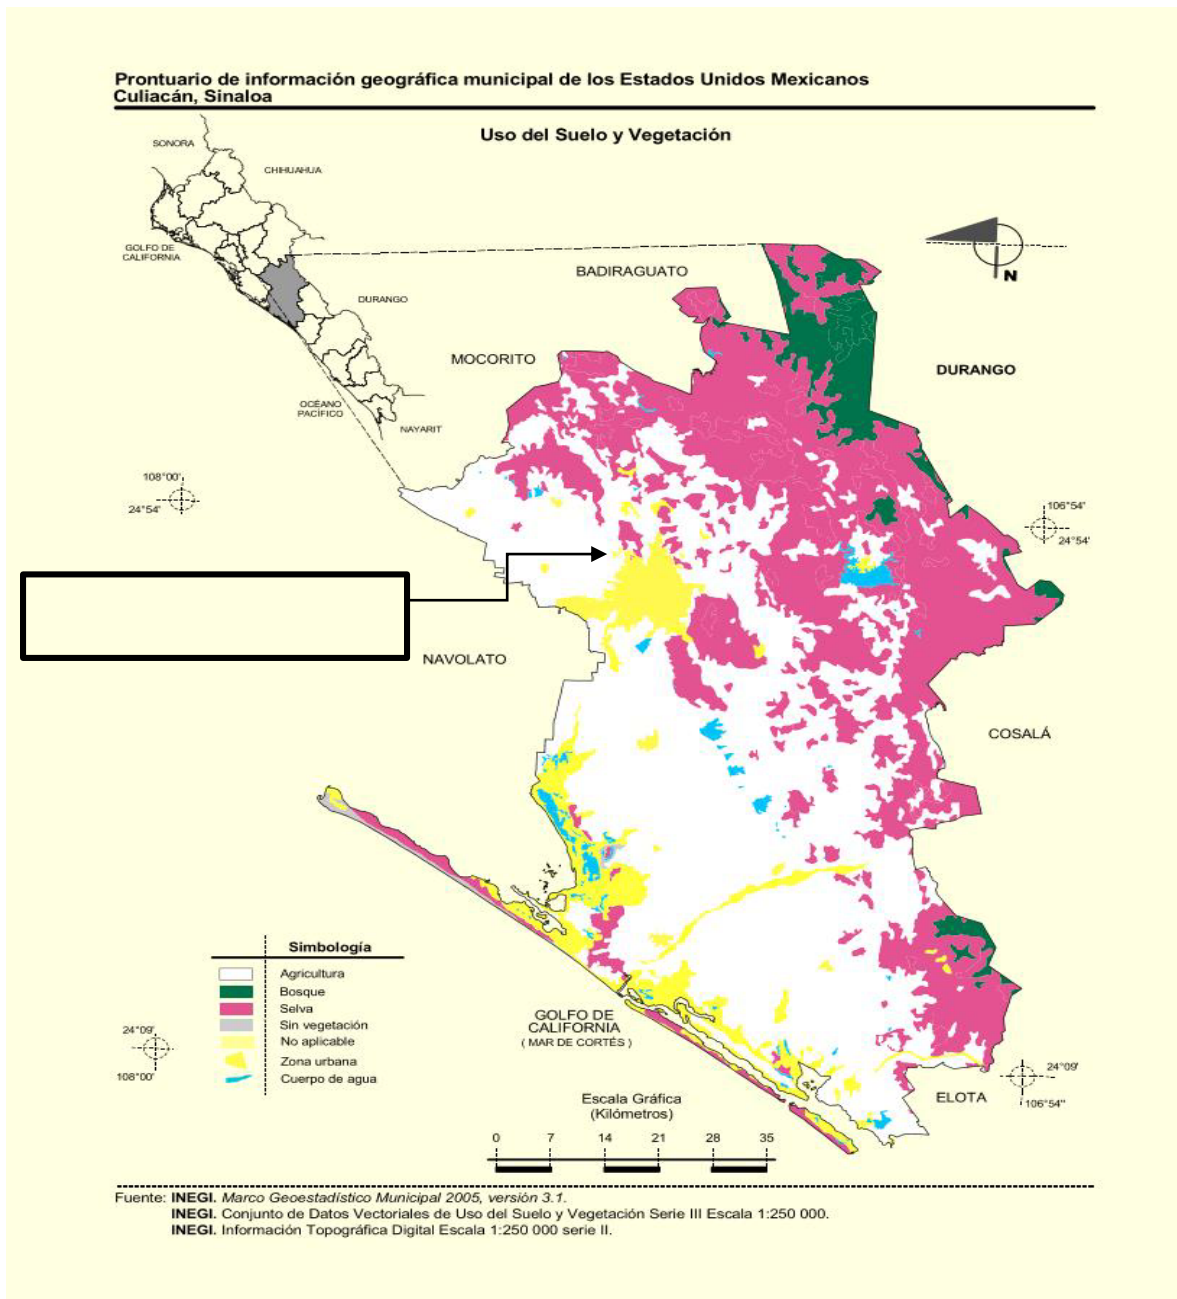 Prontuario de información geográfica municipal de los Estados Unidos Mexicanos
Culiacán, Sinaloa
Uso del Suelo y Vegetación
SONORA
CHIHUAHUA
GOLFO DE
CALIFORNIA
DURANGO
OCÉANO
PACÍFICO
NAYARIT
BADIRAGUATO
N
MOCORITO
DURANGO
108°00'
24°54'
106°54'
24°54'
NAVOLATO
COSALÁ
Simbología
Agricultura
Bosque
Selva
Sin vegetación
No aplicable
Zona urbana
Cuerpo de agua
24°09'
108°00'
GOLFO DE
CALIFORNIA
( MAR DE CORTÉS )
24°09'
106°54"
ELOTA
Escala Gráfica
(Kilómetros)
0 7 14 21 28 35
Fuente: INEGI. Marco Geoestadístico Municipal 2005, versión 3.1.
INEGI. Conjunto de Datos Vectoriales de Uso del Suelo y Vegetación Serie III Escala 1:250 000.
INEGI. Información Topográfica Digital Escala 1:250 000 serie II.